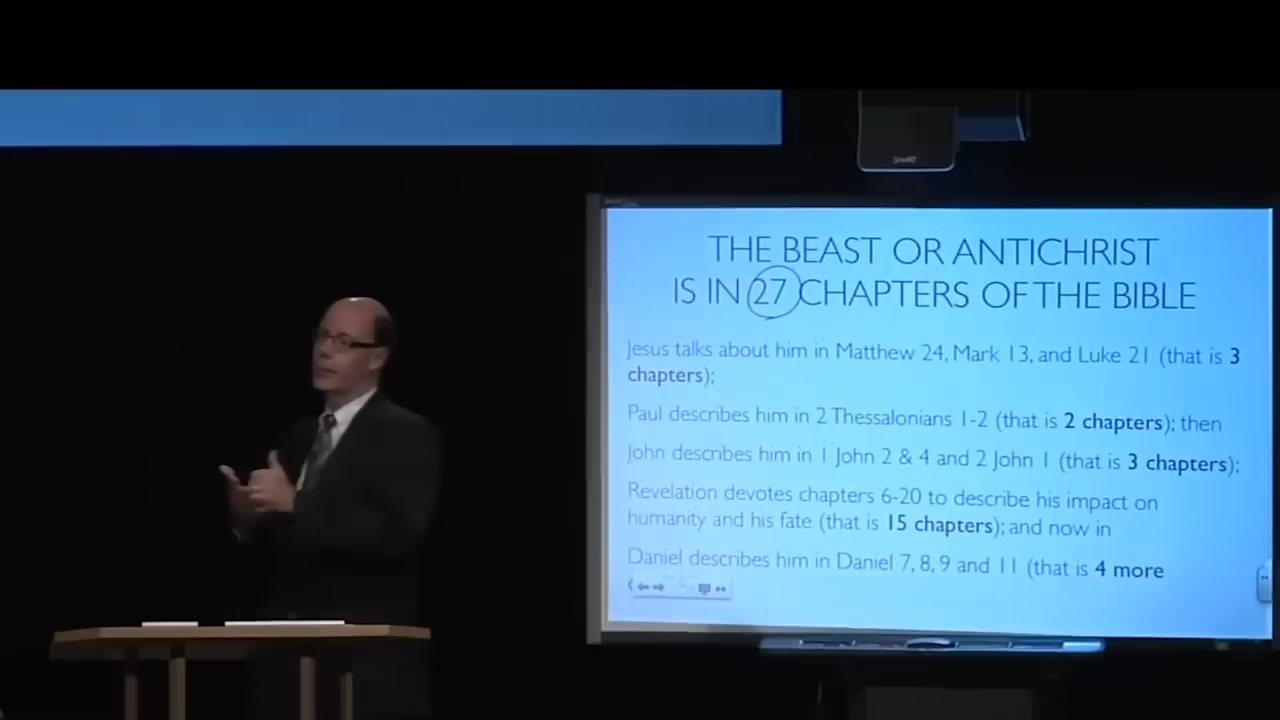 SMART
THE BEAST OR ANTICHRIST
IS IN 27 CHAPTERS OF THE BIBLE
Jesus talks about him in Matthew 24, Mark 13, and Luke 21 (that is 3
chapters);
Paul describes him in 2 Thessalonians 1-2 (that is 2 chapters); then
John describes him in 1 John 2 & 4 and 2 John 1 (that is 3 chapters);
Revelation devotes chapters 6-20 to describe his impact on
humanity and his fate (that is 15 chapters); and now in
Daniel describes him in Daniel 7, 8, 9 and 11 (that is 4 more